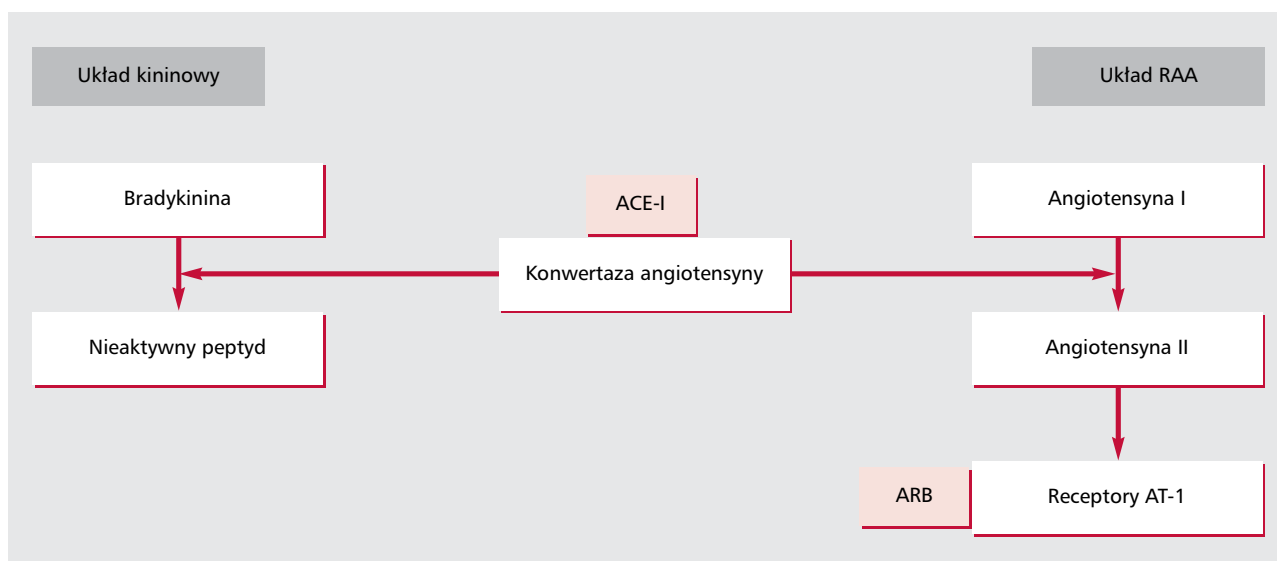 Układ kininowy
Układ RAA
Bradykinina
ACE-I
Angiotensyna I
Konwertaza angiotensyny
Nieaktywny peptyd
Angiotensyna II
ARB
Receptory AT-1